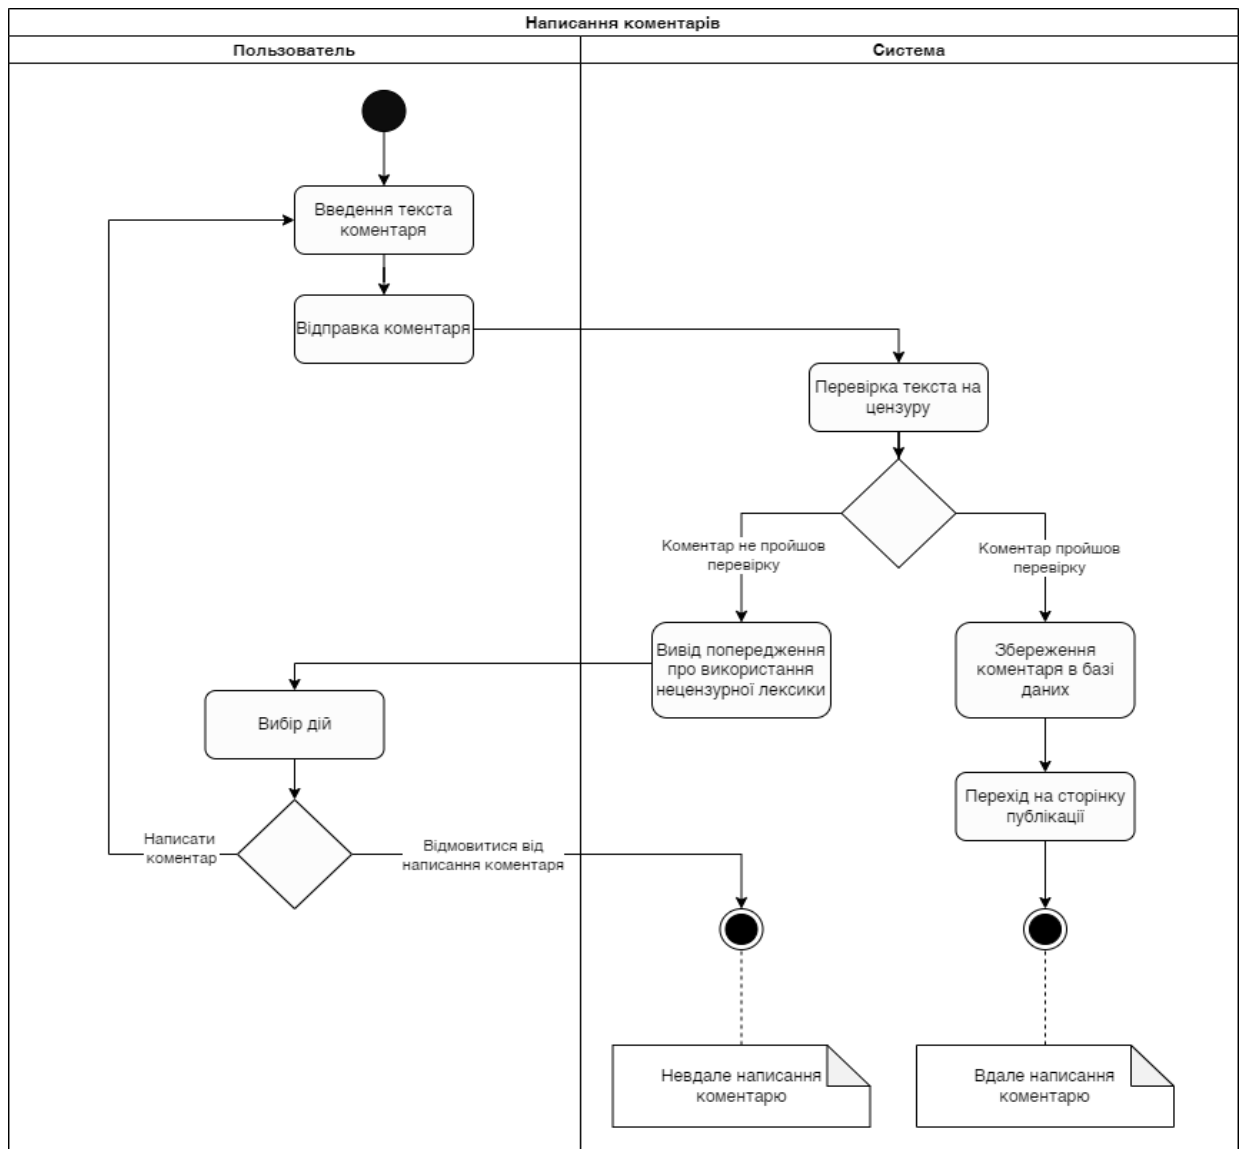 Написання коментарів
Пользователь
Система
Введення текста
коментаря
Відправка коментаря
Перевірка текста на
цензуру
Коментар не пройшов
перевірку
Коментар пройшов
перевірку
Вивід попередження
про використання
нецензурної лексики
Збереження
коментаря в базі
даних
Вибір дій
Перехід на сторінку
публікації
Написати
коментар
Відмовитися від
написання коментаря
Невдале написання
коментарю
Вдале написання
коментарю